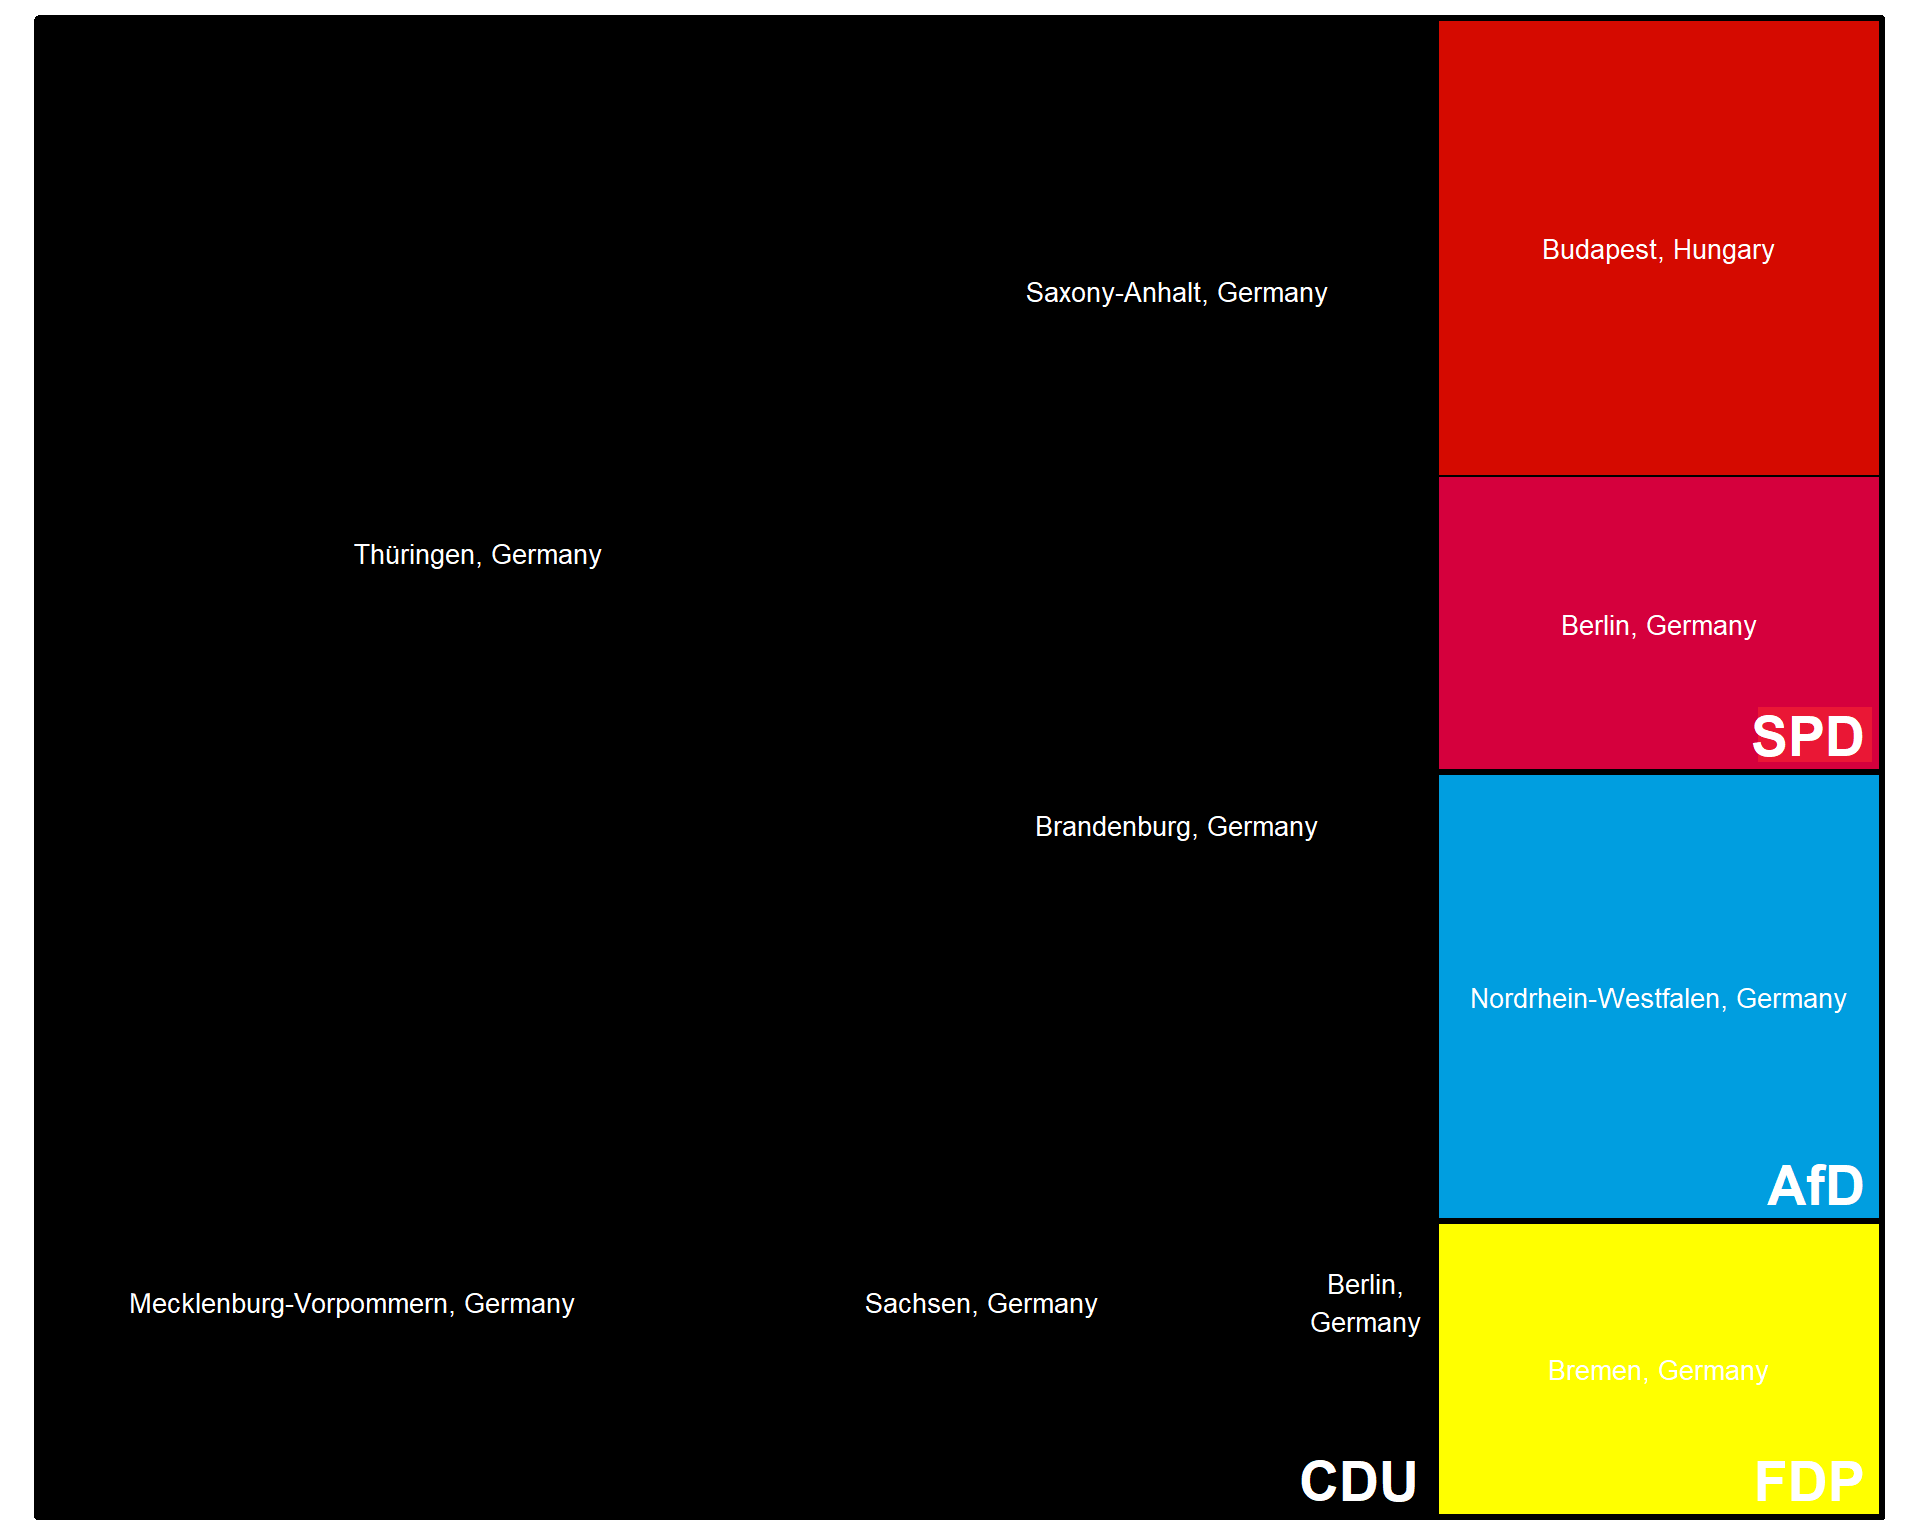 Budapest, Hungary
Saxony-Anhalt, Germany
Thüringen, Germany
Berlin, Germany
SPD
Brandenburg, Germany
Nordrhein-Westfalen, Germany
AfD
Mecklenburg-Vorpommern, Germany
Sachsen, Germany
Berlin,
Germany
Bremen, Germany
CDU
FDP